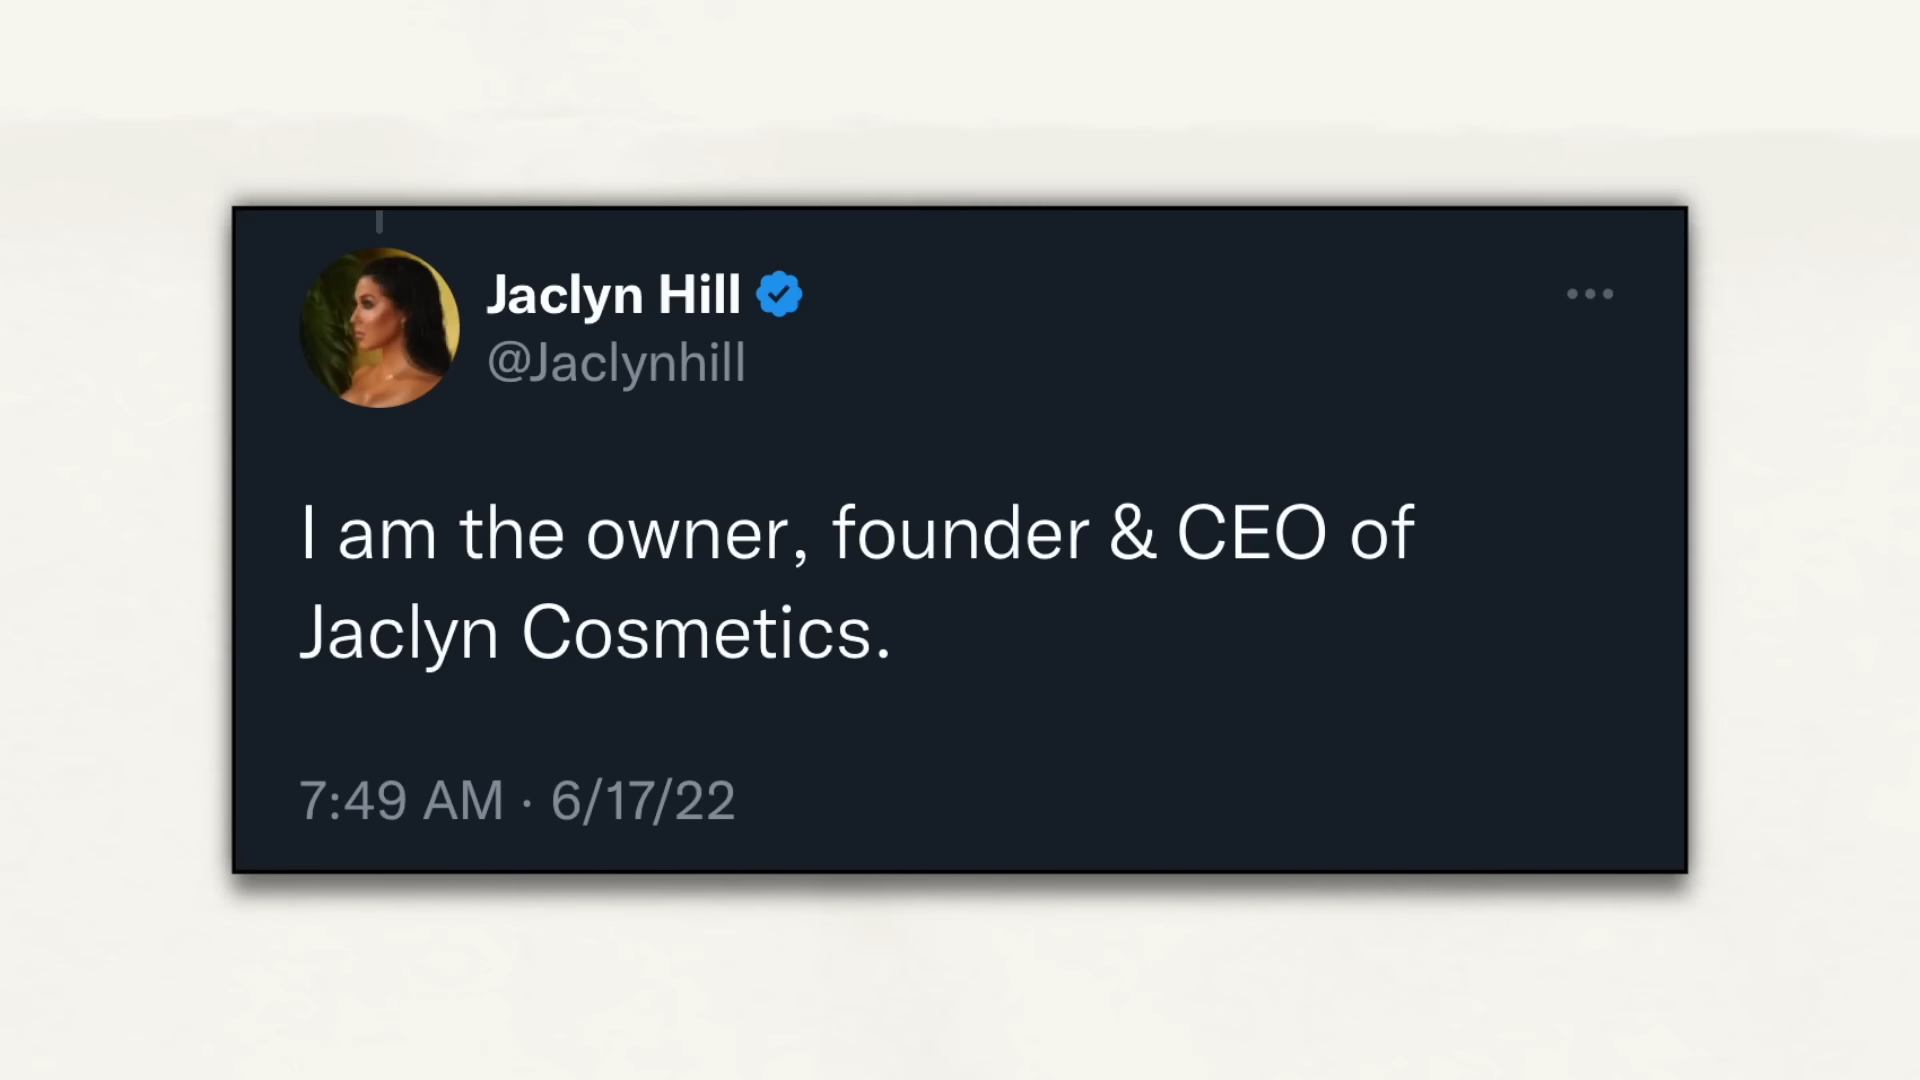 Jaclyn Hill
@Jaclynhill
I am the owner, founder & CEO of
Jaclyn Cosmetics.
7:49 AM · 6/17/22